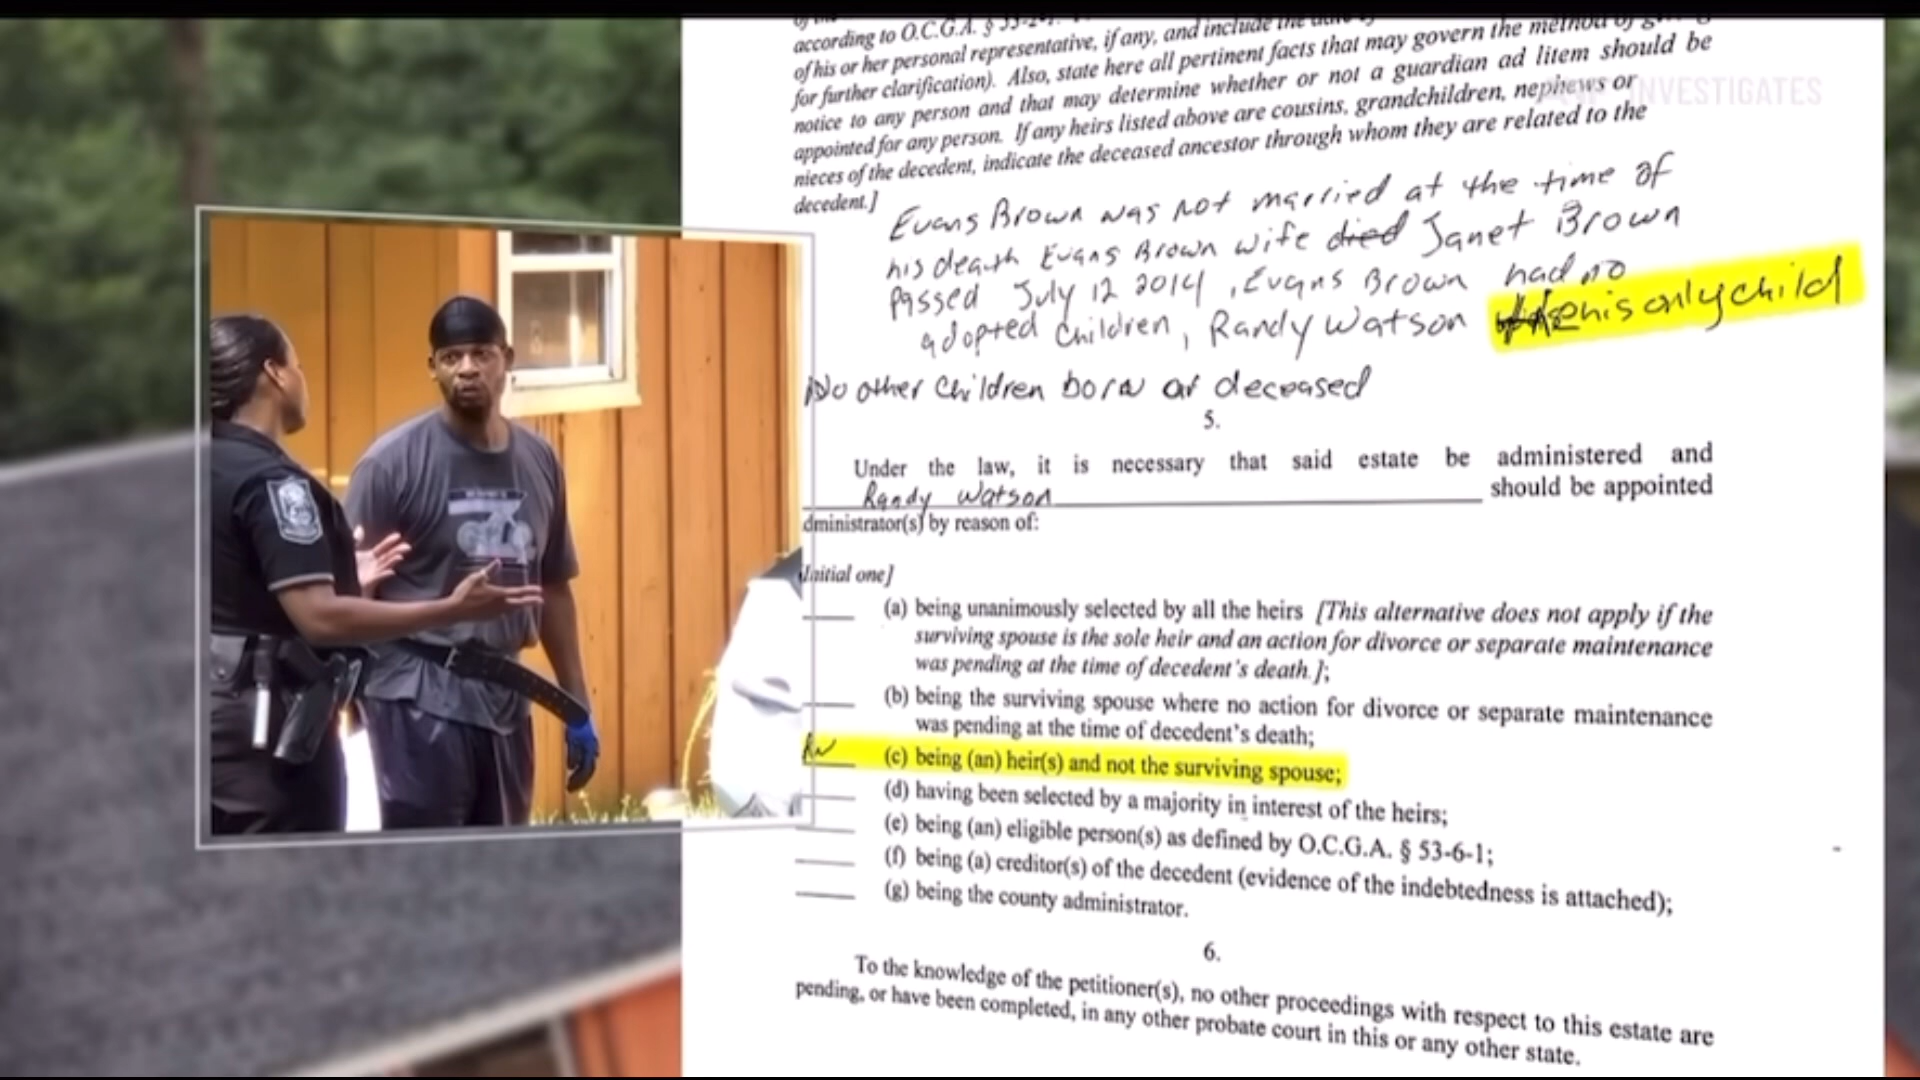 according to O.C.G.A. §
of his or her personal representative, if any, and include the date
for further clarification). Also, state here all pertinent facts that may govern the method of giving
notice to any person and that may determine whether or not a guardian ad litem should be
appointed for any person. If any heirs listed above are cousins, grandchildren, nephews or
nieces of the decedent, indicate the deceased ancestor through whom they are related to the
decedent.]
INVESTIGATES
Evans Brown was not married at the time of
his death Evans Brown wife died Janet Brown
Passed July 12 2014, Evans Brown had no
adopted children, Randy Watson his only child
No other children born or deceased
5.
Under the law, it is necessary that said estate be administered and
Randy Watson should be appointed
dministrator(s) by reason of:
Initial one]
(a) being unanimously selected by all the heirs [This alternative does not apply if the
surviving spouse is the sole heir and an action for divorce or separate maintenance
was pending at the time of decedent's death.];
(b) being the surviving spouse where no action for divorce or separate maintenance
was pending at the time of decedent's death;
RW (c) being (an) heir(s) and not the surviving spouse;
(d) having been selected by a majority in interest of the heirs;
(e) being (an) eligible person(s) as defined by O.C.G.A. § 53-6-1;
(f) being (a) creditor(s) of the decedent (evidence of the indebtedness is attached);
(g) being the county administrator.
6.
To the knowledge of the petitioner(s), no other proceedings with respect to this estate are
pending, or have been completed, in any other probate court in this or any other state.